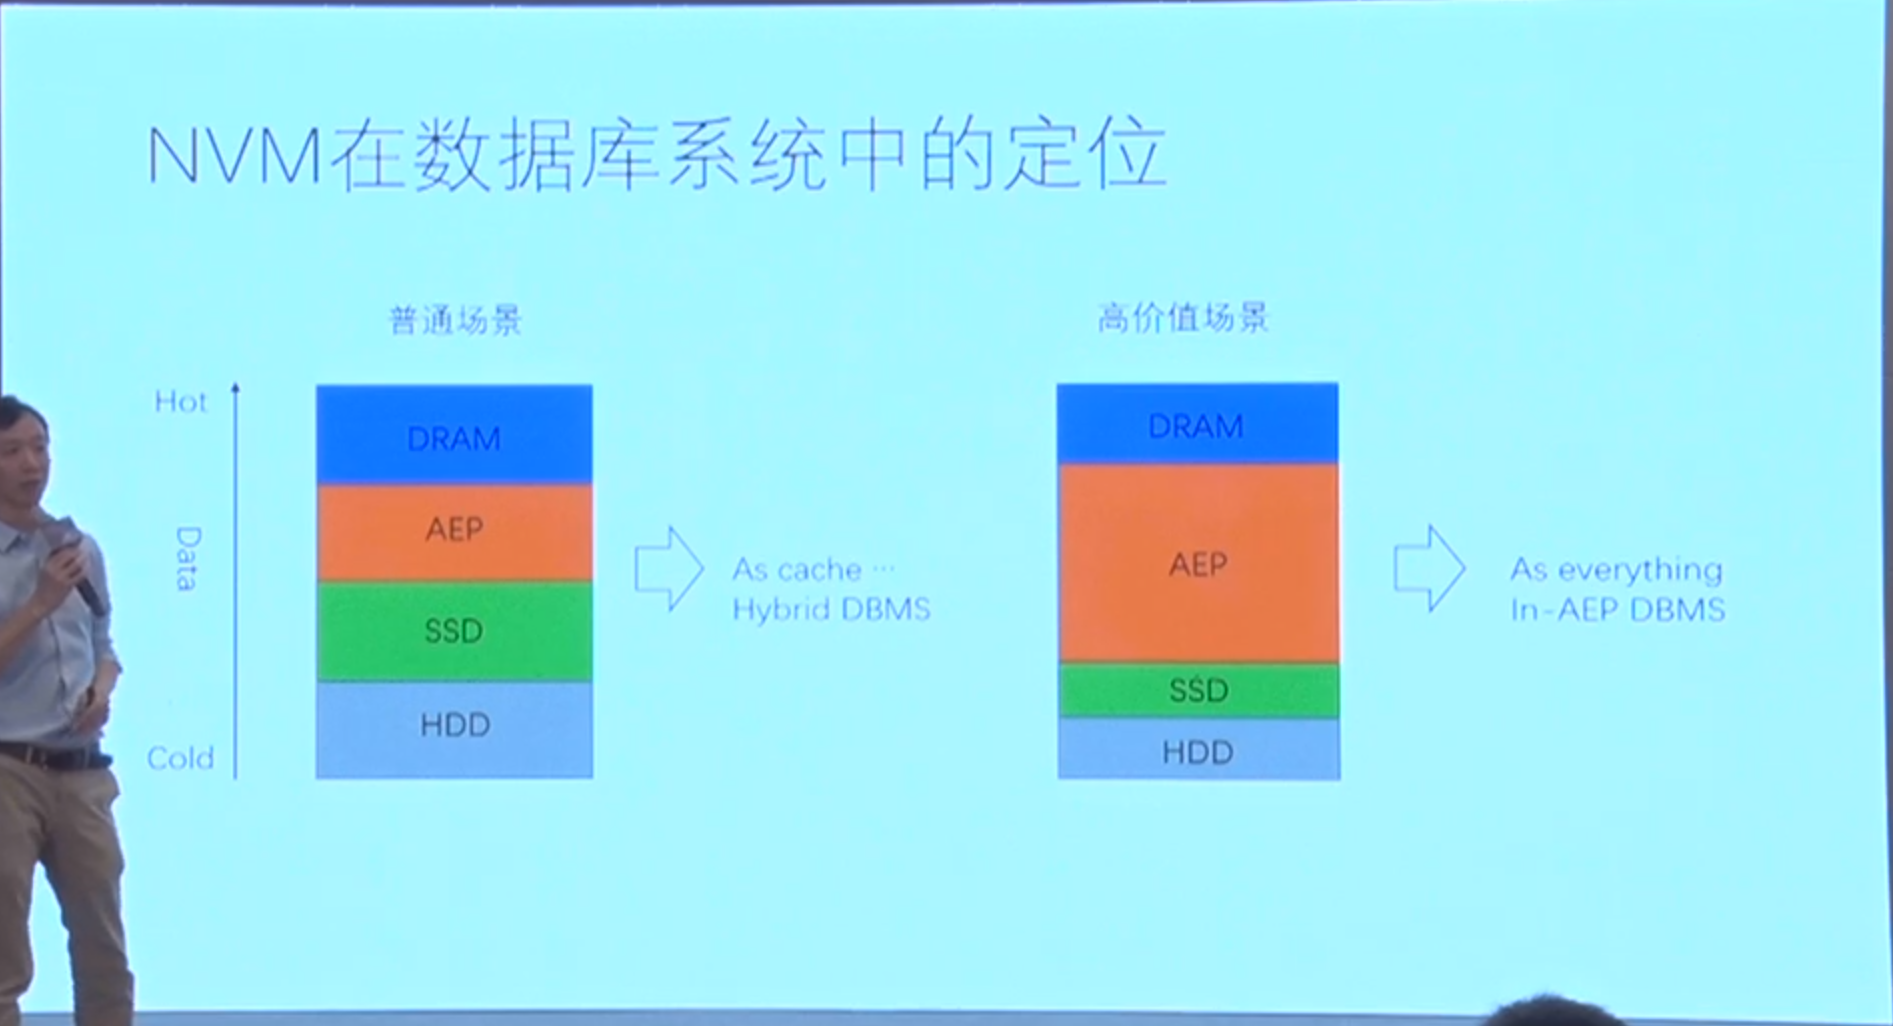 NVM在数据库系统中的定位
普通场景
Hot
Data
Cold
DRAM
AEP
SSD
HDD
As cache ···
Hybrid DBMS
高价值场景
DRAM
AEP
SSD
HDD
As everything
In-AEP DBMS